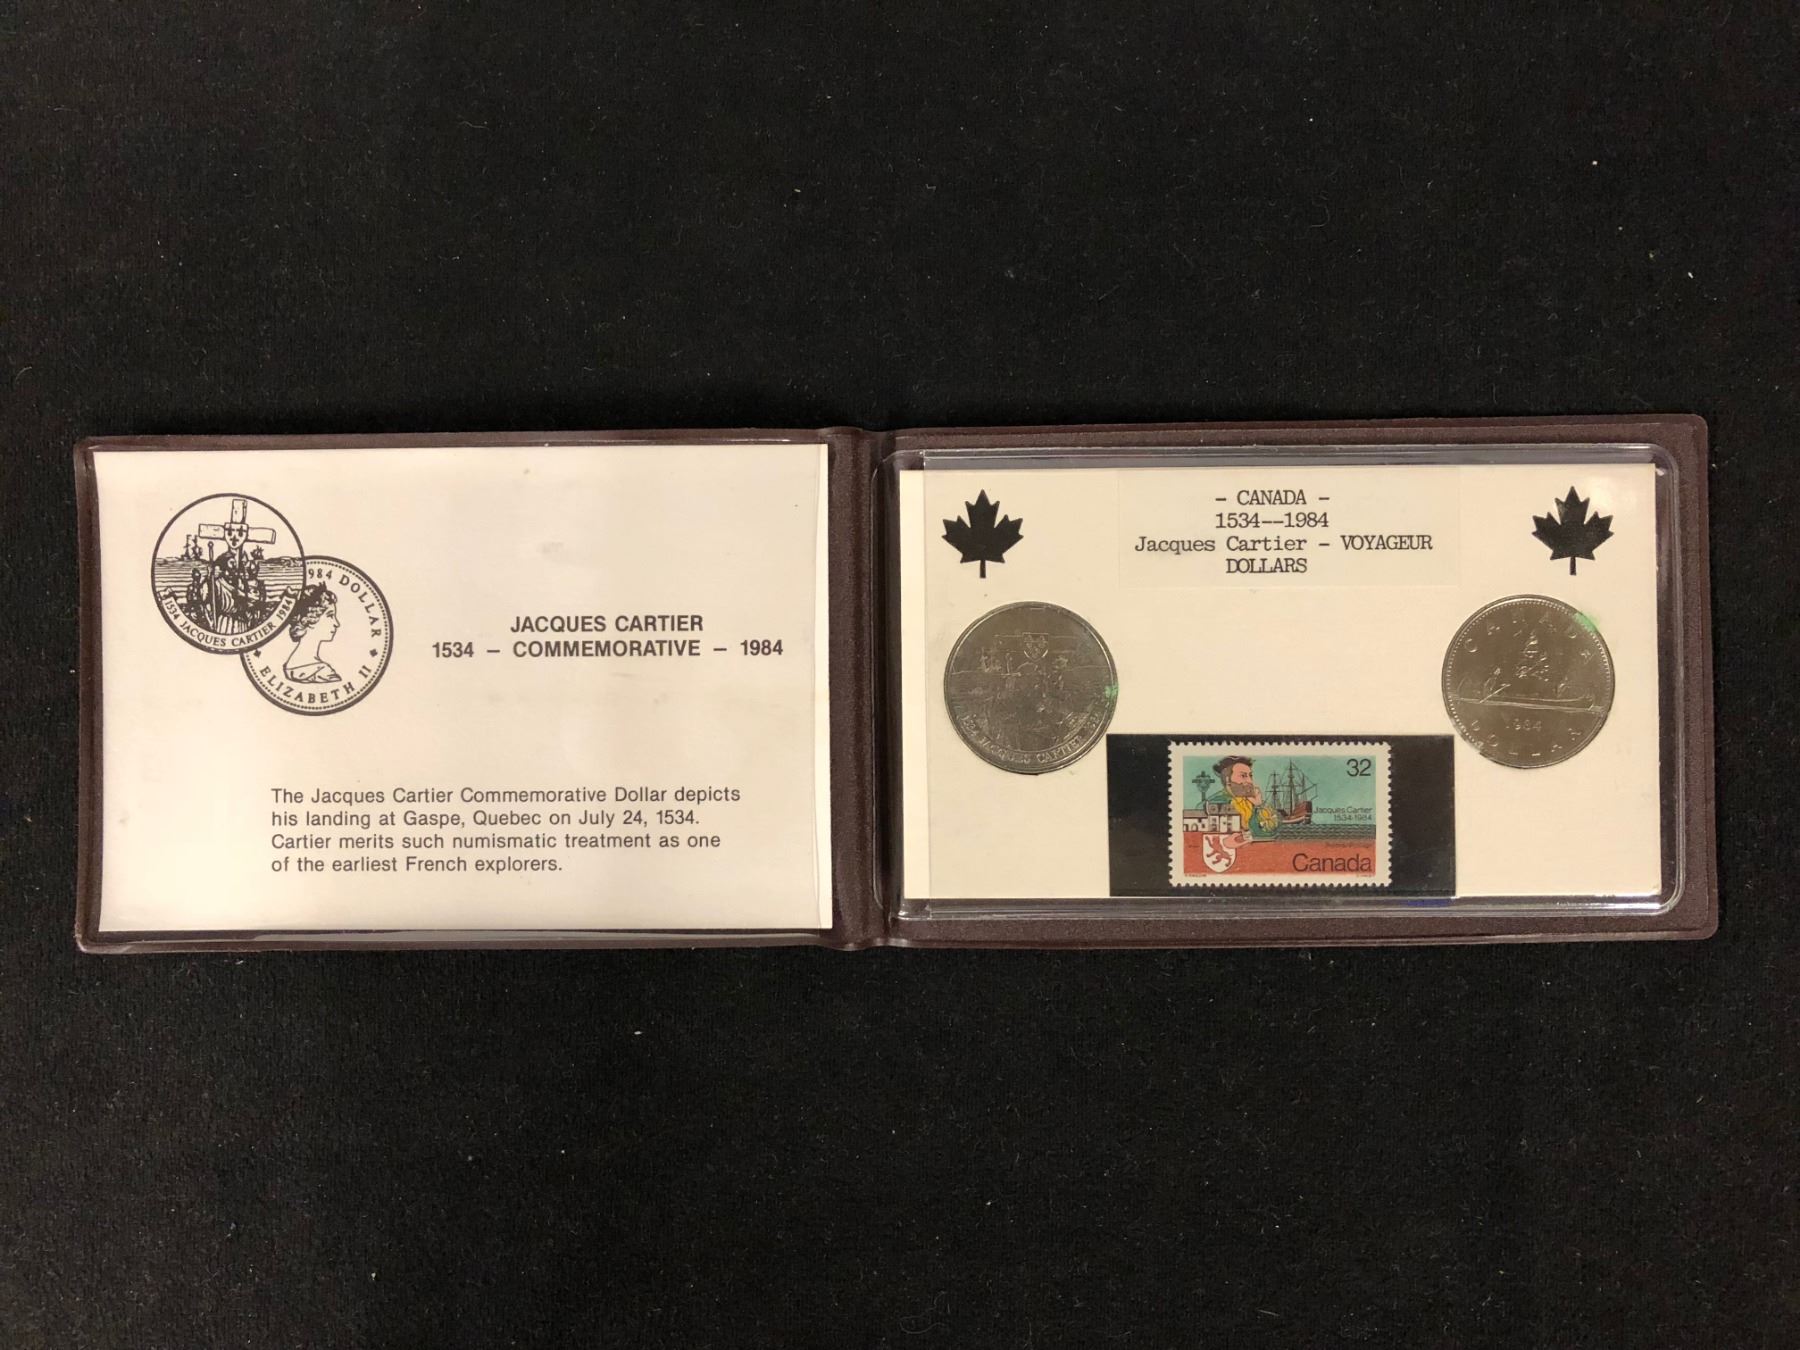 1534 JACQUES CARTIER 1984
984 DOLLAR
ELIZABETH II
JACQUES CARTIER
1534 – COMMEMORATIVE – 1984
The Jacques Cartier Commemorative Dollar depicts
his landing at Gaspe, Quebec on July 24, 1534.
Cartier merits such numismatic treatment as one
of the earliest French explorers.
- CANADA -
1534--1984
Jacques Cartier - VOYAGEUR
DOLLARS
1534 JACQUES CARTIER
CANADA
1984
DOLLAR
32
Jacques Cartier
1534-1984
Canada